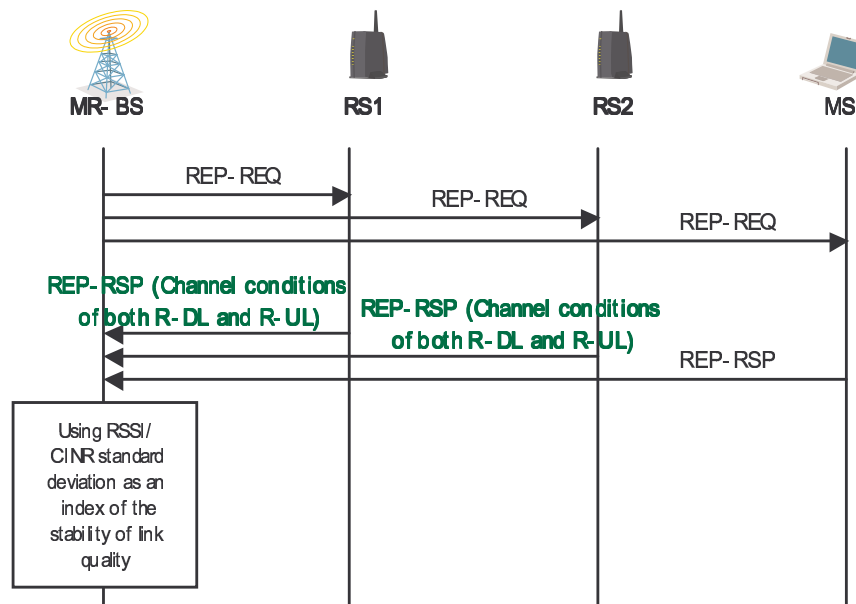 MR- BS
RS1
RS2
MS
REP- REQ
REP- REQ
REP- REQ
REP- RSP (Channel conditions
of both R- DL and R- UL)
REP- RSP (Channel conditions
of both R- DL and R- UL)
REP- RSP
Using RSSI/
CINR standard
deviation as an
index of the
stability of link
quality